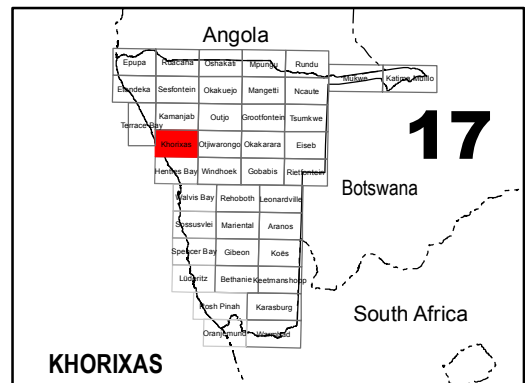 Angola
Epupa Ruacana Oshakati Mpungu Rundu
Mukwe Katima Mulilo
Etendeka Sesfontein Okakuejo Mangetti Ncaute
Terrace Bay Kamanjab Outjo Grootfontein Tsumkwe
17
Khorixas Otjiwarongo Okakarara Eiseb
Henties Bay Windhoek Gobabis Rietfontein
Botswana
Walvis Bay Rehoboth Leonardville
Sossusvlei Mariental Aranos
Spencer Bay Gibeon Koës
Lüderitz Bethanie Keetmanshoop
Rosh Pinah Karasburg
South Africa
Oranjemund Warmbad
KHORIXAS